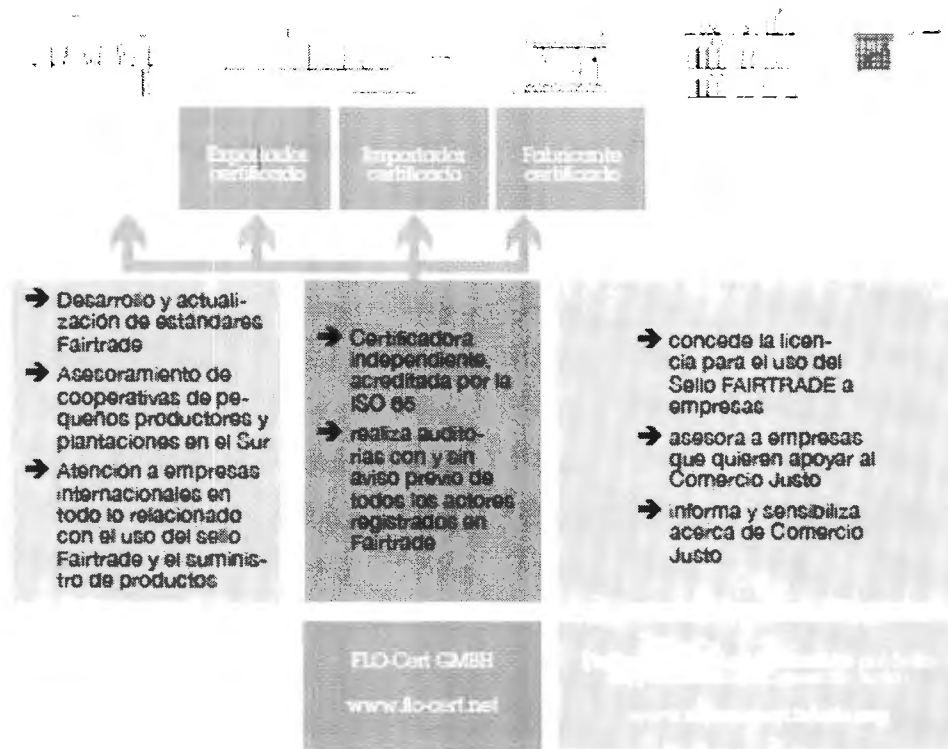 Exportador
certificado
Importador
certificado
Fabricante
certificado
➔ Desarrollo y actuali-
zación de estándares
Fairtrade
➔ Asesoramiento de
cooperativas de pe-
queños productores y
plantaciones en el Sur
➔ Atención a empresas
internacionales en
todo lo relacionado
con el uso del sello
Fairtrade y el suminis-
tro de productos
➔ Certificadora
independiente,
acreditada por la
ISO 65
➔ realiza audito-
rías con y sin
aviso previo de
todos los actores
registrados en
Fairtrade
➔ concede la licen-
cia para el uso del
Sello FAIRTRADE a
empresas
➔ asesora a empresas
que quieren apoyar al
Comercio Justo
➔ informa y sensibiliza
acerca de Comercio
Justo
FLO-Cert GMBH
www.flo-cert.net